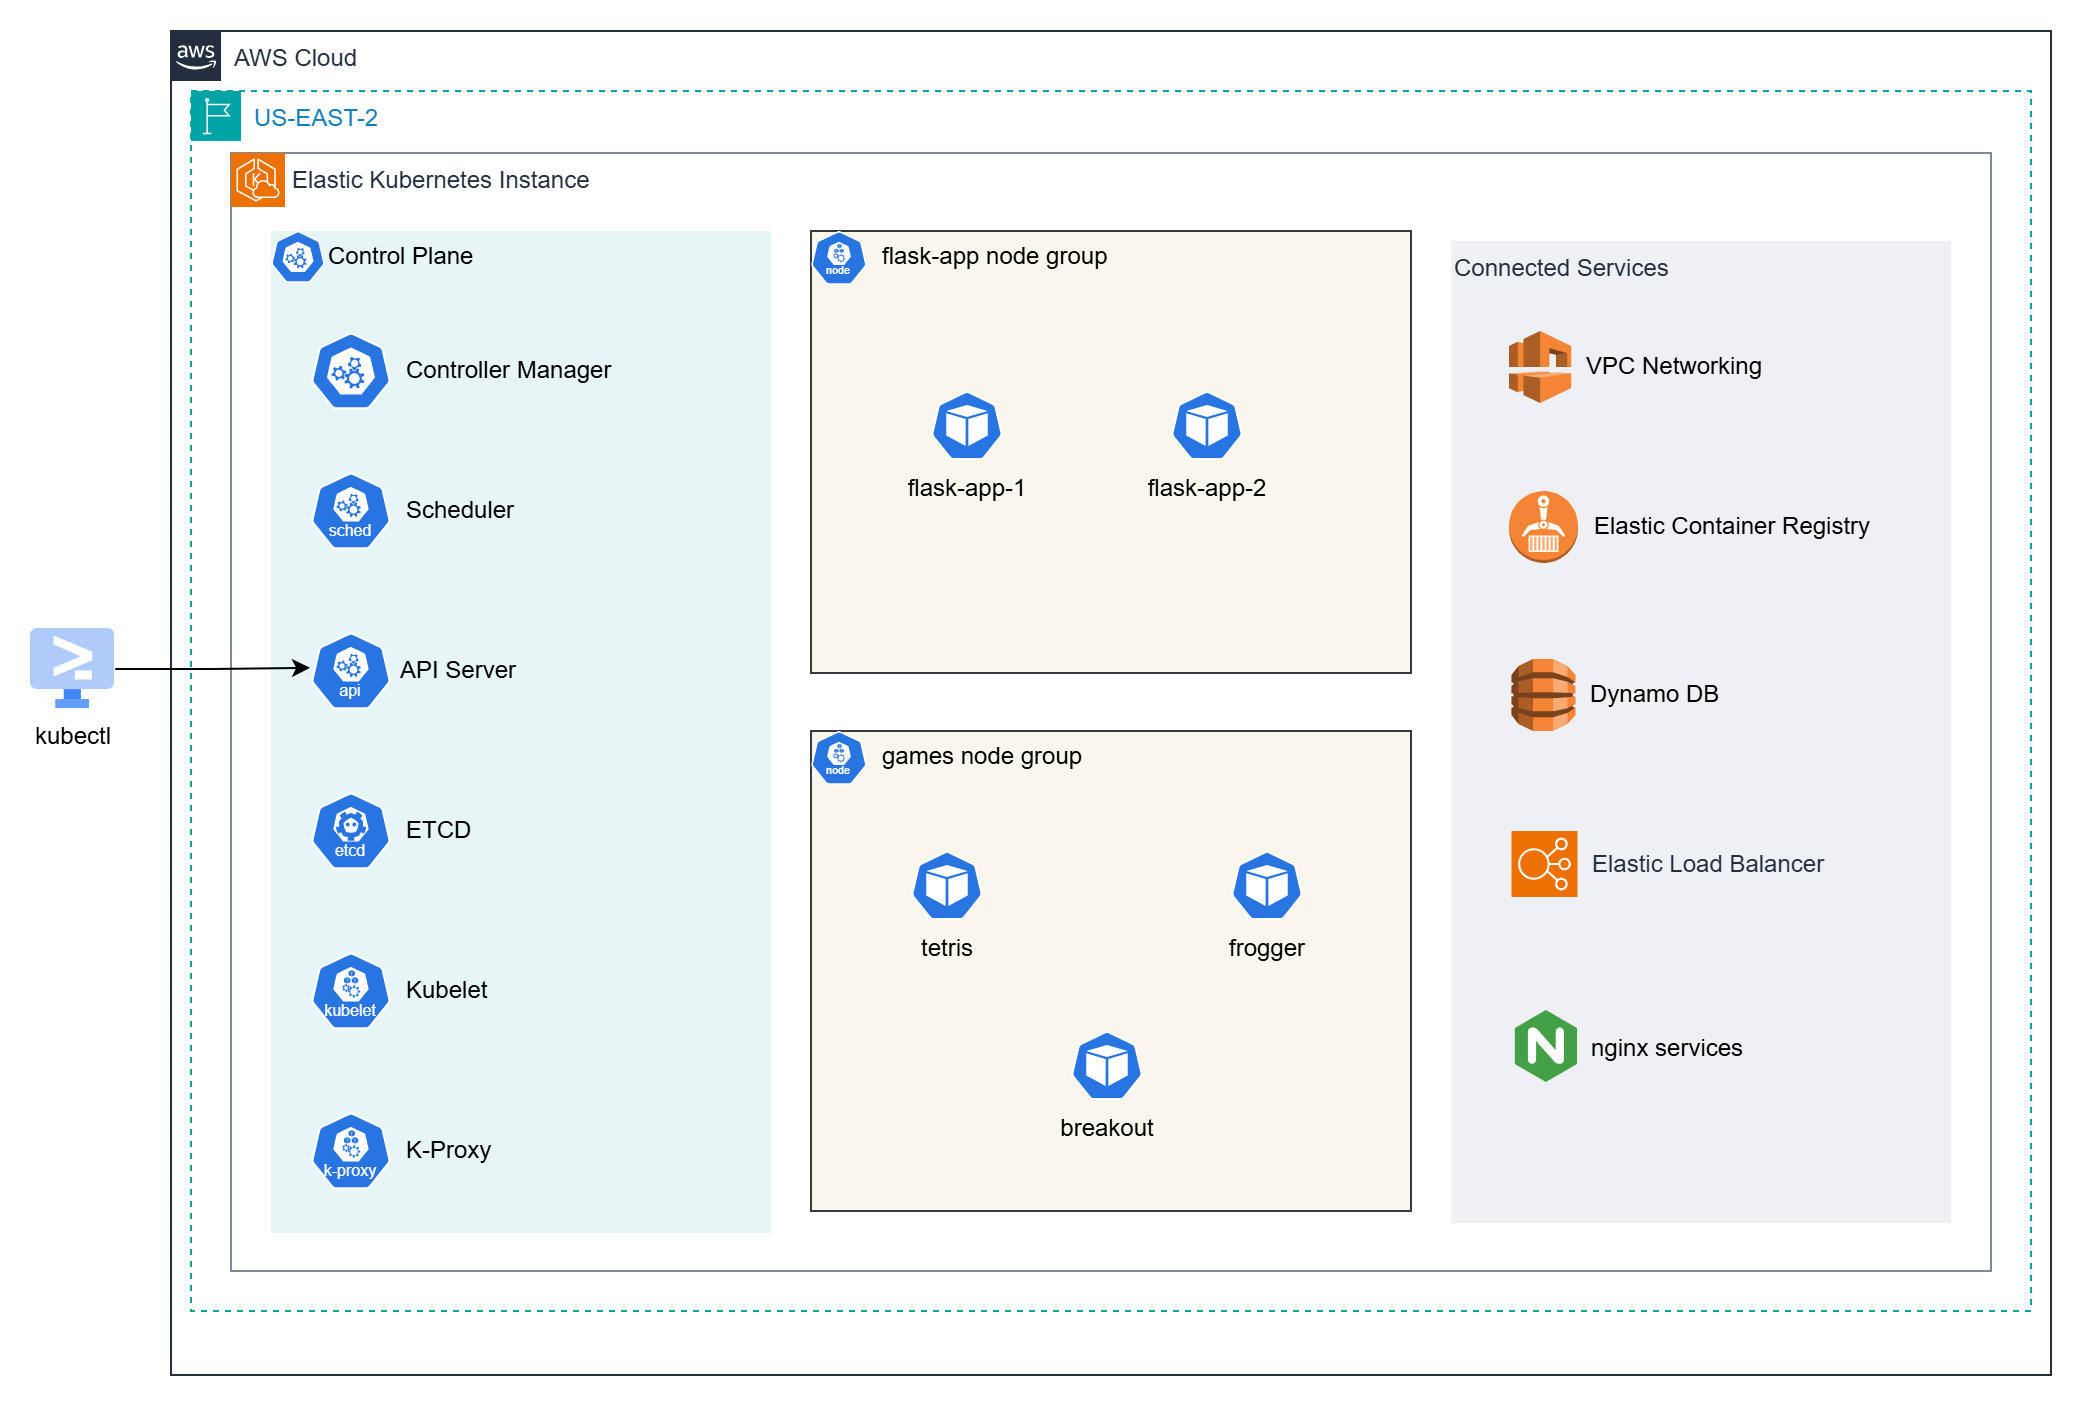 aws
AWS Cloud
US-EAST-2
Elastic Kubernetes Instance
Control Plane
Controller Manager
sched
Scheduler
api
API Server
kubectl
etcd
ETCD
kubelet
Kubelet
k-proxy
K-Proxy
node
flask-app node group
flask-app-1
flask-app-2
node
games node group
tetris
frogger
breakout
Connected Services
VPC Networking
Elastic Container Registry
Dynamo DB
Elastic Load Balancer
nginx services